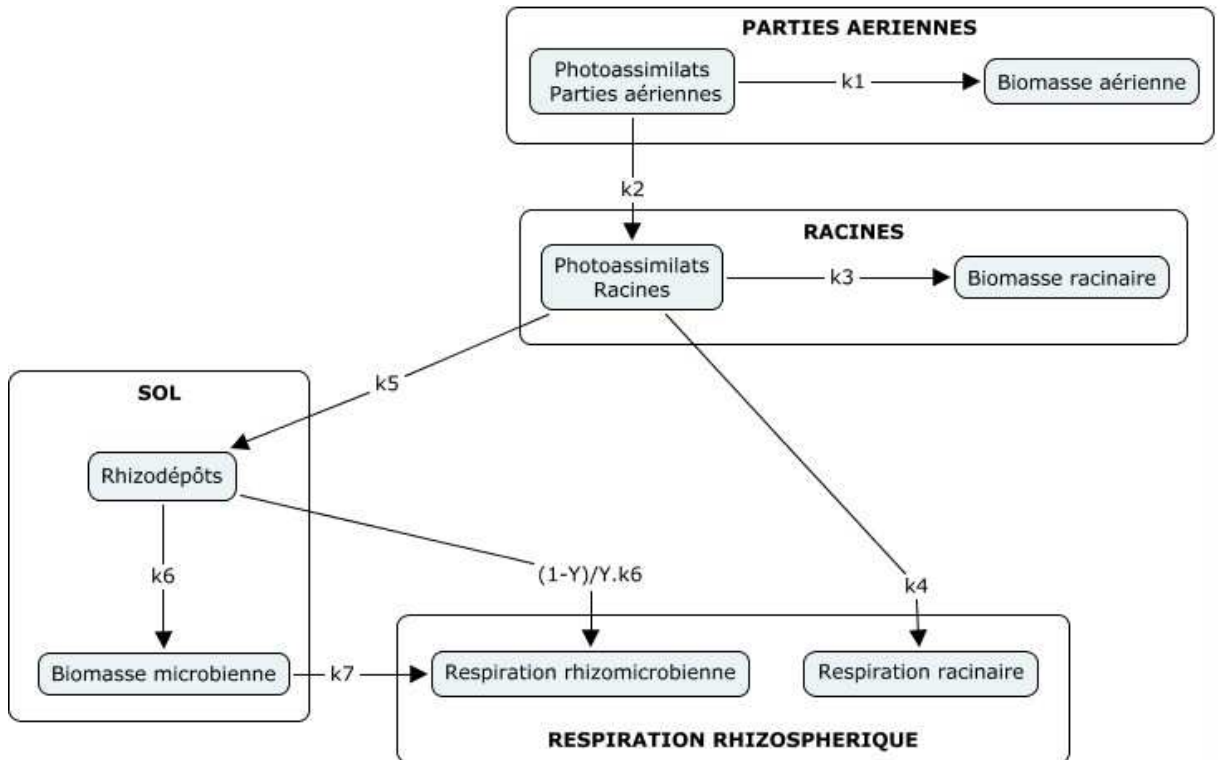 PARTIES AERIENNES
Photoassimilats
Parties aériennes
k1
Biomasse aérienne
k2
RACINES
Photoassimilats
Racines
k3
Biomasse racinaire
k5
SOL
Rhizodépôts
k6
(1-Y)/Y.k6
k4
Biomasse microbienne
k7
Respiration rhizomicrobienne
Respiration racinaire
RESPIRATION RHIZOSPHERIQUE